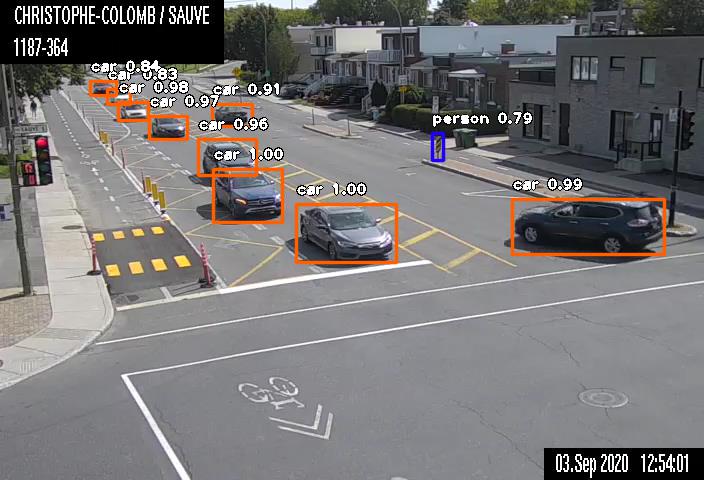 CHRISTOPHE-COLOMB / SAUVE
1187-364
car 0.84
car 0.83
car 0.98
car 0.97
car 0.91
car 0.96
car 1.00
car 1.00
person 0.79
car 0.99
03.Sep 2020 12:54:01